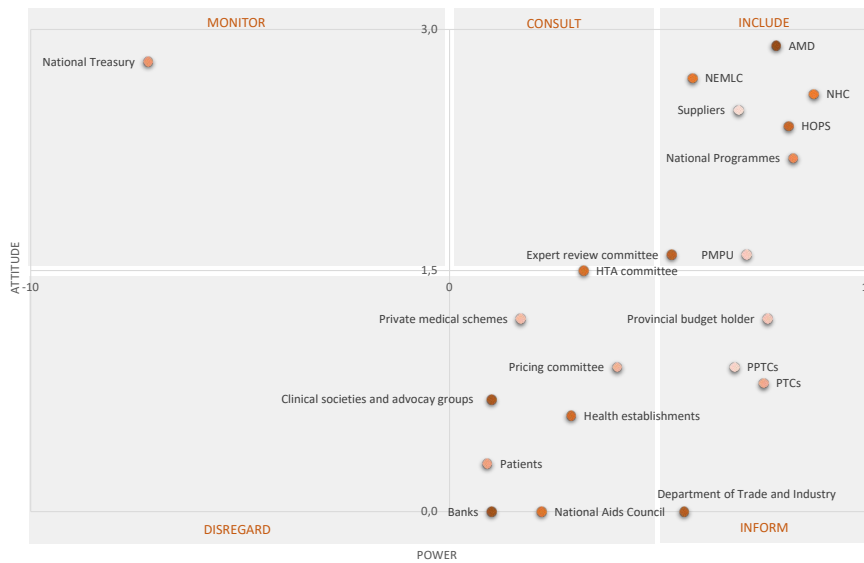 MONITOR
CONSULT
INCLUDE
3,0
AMD
National Treasury
NEMLC
NHC
Suppliers
HOPS
National Programmes
Expert review committee
PMPU
1,5
HTA committee
ATTITUDE
-10
0
Private medical schemes
Provincial budget holder
Pricing committee
PPTCs
PTCs
Clinical societies and advocay groups
Health establishments
Patients
Department of Trade and Industry
0,0
Banks
National Aids Council
DISREGARD
INFORM
POWER